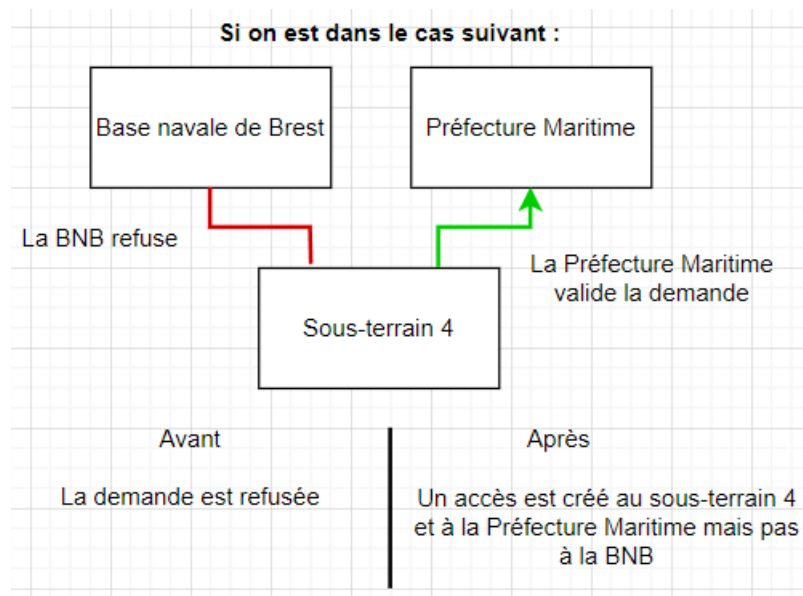 Si on est dans le cas suivant :
Base navale de Brest
Préfecture Maritime
La BNB refuse
La Préfecture Maritime
valide la demande
Sous-terrain 4
Avant
Après
La demande est refusée
Un accès est créé au sous-terrain 4
et à la Préfecture Maritime mais pas
à la BNB